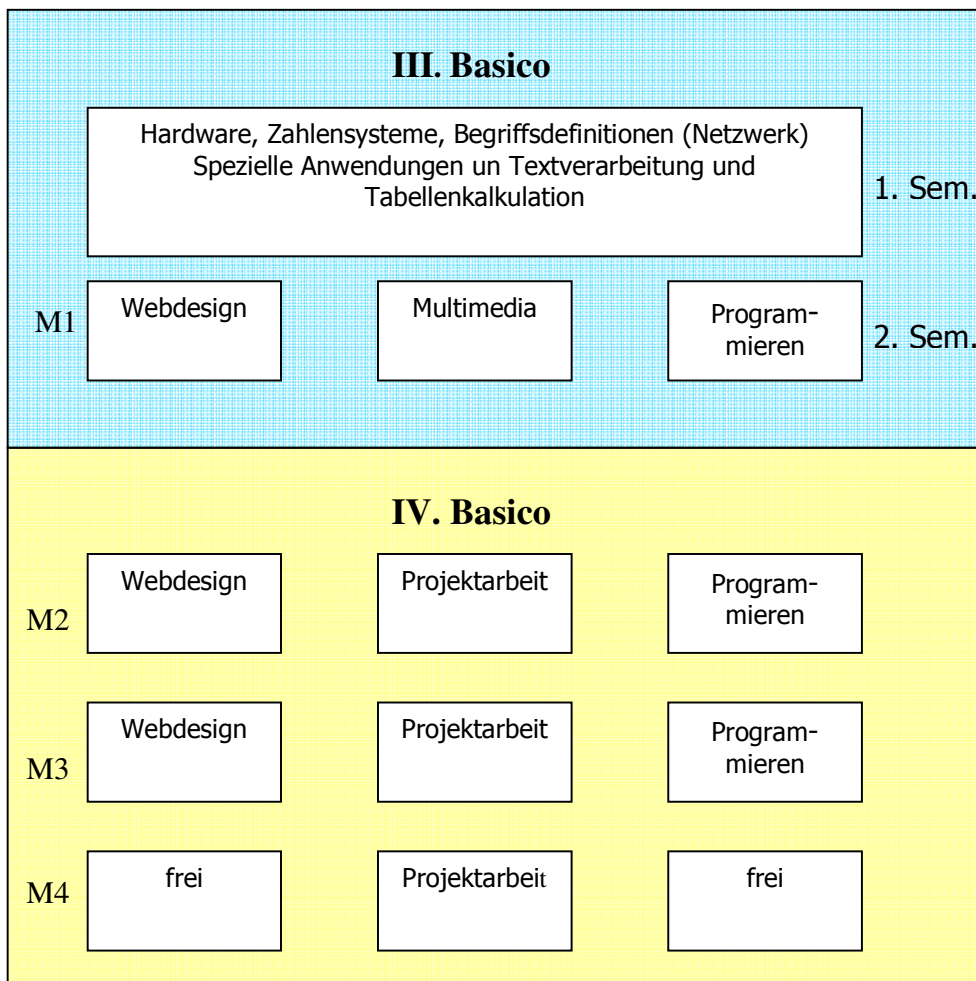 III. Basico
Hardware, Zahlensysteme, Begriffsdefinitionen (Netzwerk)
Spezielle Anwendungen un Textverarbeitung und
Tabellenkalkulation
1. Sem.
M1
Webdesign
Multimedia
Program-
mieren
2. Sem.
IV. Basico
M2
Webdesign
Projektarbeit
Program-
mieren
M3
Webdesign
Projektarbeit
Program-
mieren
M4
frei
Projektarbeit
frei